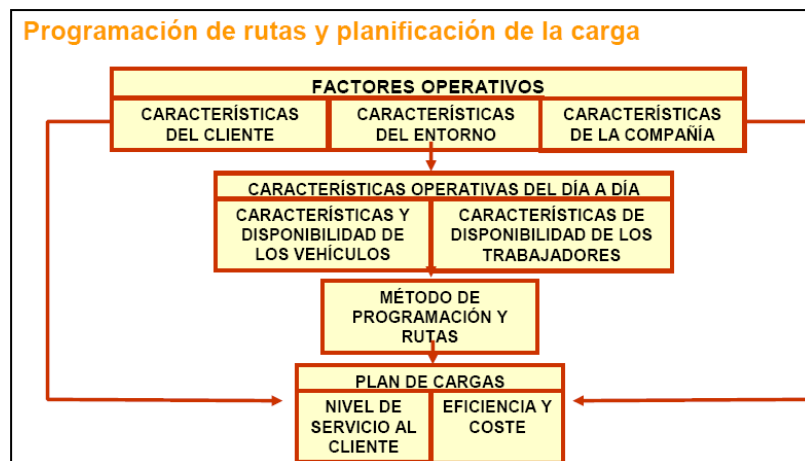 Programación de rutas y planificación de la carga
FACTORES OPERATIVOS
CARACTERÍSTICAS
DEL CLIENTE
CARACTERÍSTICAS
DEL ENTORNO
CARACTERÍSTICAS
DE LA COMPAÑÍA
CARACTERÍSTICAS OPERATIVAS DEL DÍA A DÍA
CARACTERÍSTICAS Y
DISPONIBILIDAD DE
LOS VEHÍCULOS
CARACTERÍSTICAS DE
DISPONIBILIDAD DE LOS
TRABAJADORES
MÉTODO DE
PROGRAMACIÓN Y
RUTAS
PLAN DE CARGAS
NIVEL DE
SERVICIO AL
CLIENTE
EFICIENCIA Y
COSTE